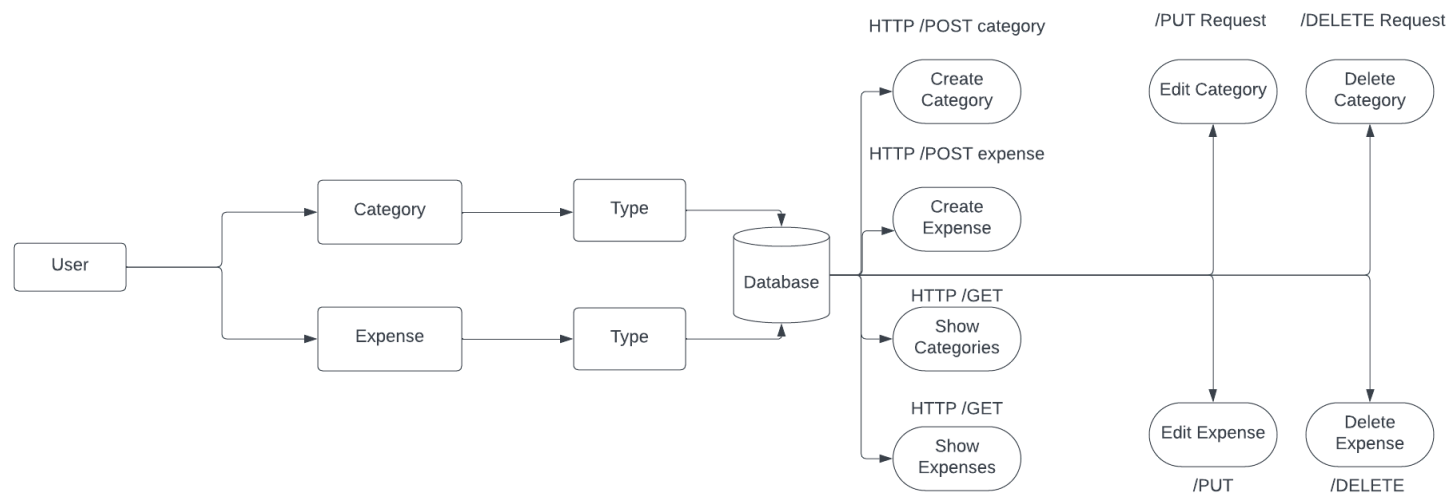 HTTP /POST category
/PUT Request
/DELETE Request
Create
Category
Edit Category
Delete
Category
HTTP /POST expense
Category
Type
Create
Expense
User
Database
HTTP /GET
Expense
Type
Show
Categories
HTTP /GET
Show
Expenses
Edit Expense
Delete
Expense
/PUT
/DELETE